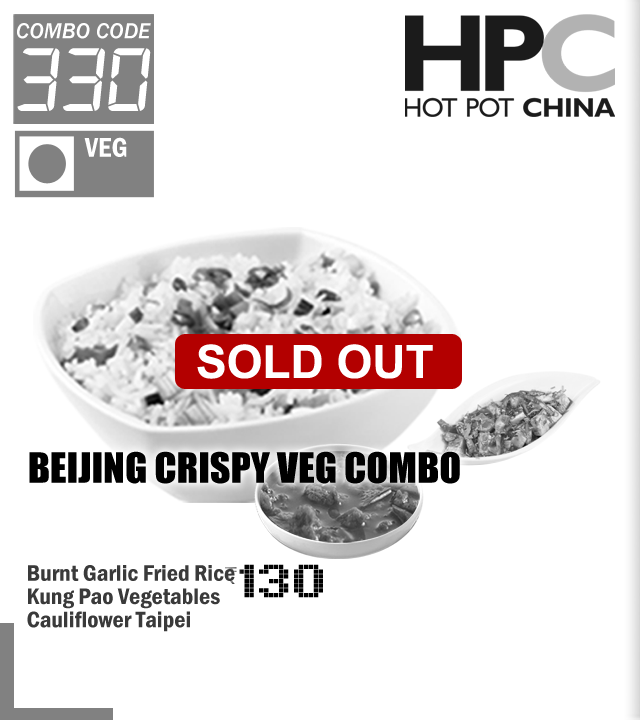 COMBO CODE
330
VEG
HPC
HOT POT CHINA
SOLD OUT
BEIJING CRISPY VEG COMBO
Burnt Garlic Fried Rice
₹130
Kung Pao Vegetables
Cauliflower Taipei